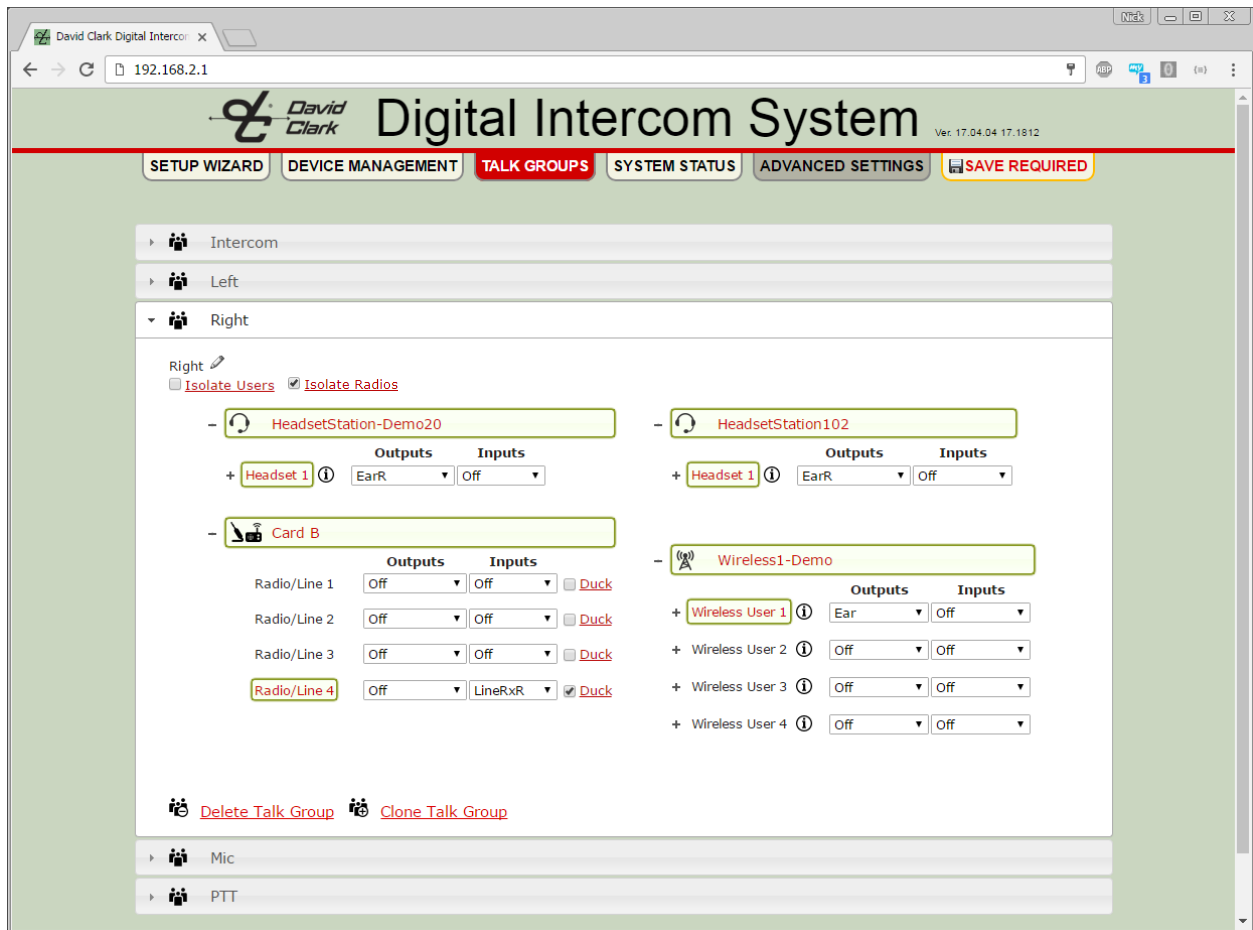 Nick
David Clark Digital Intercor
192.168.2.1
ABP
3
David Clark
Digital Intercom System
Ver. 17.04.04 17.1812
SETUP WIZARD DEVICE MANAGEMENT TALK GROUPS SYSTEM STATUS ADVANCED SETTINGS SAVE REQUIRED
Intercom
Left
Right
Right
Isolate Users Isolate Radios
HeadsetStation-Demo20
Outputs Inputs
Headset 1 EarR Off
HeadsetStation102
Outputs Inputs
Headset 1 EarR Off
Card B
Outputs Inputs
Radio/Line 1 Off Off Duck
Radio/Line 2 Off Off Duck
Radio/Line 3 Off Off Duck
Radio/Line 4 Off LineRxR Duck
Wireless1-Demo
Outputs Inputs
Wireless User 1 Ear Off
Wireless User 2 Off Off
Wireless User 3 Off Off
Wireless User 4 Off Off
Delete Talk Group Clone Talk Group
Mic
PTT